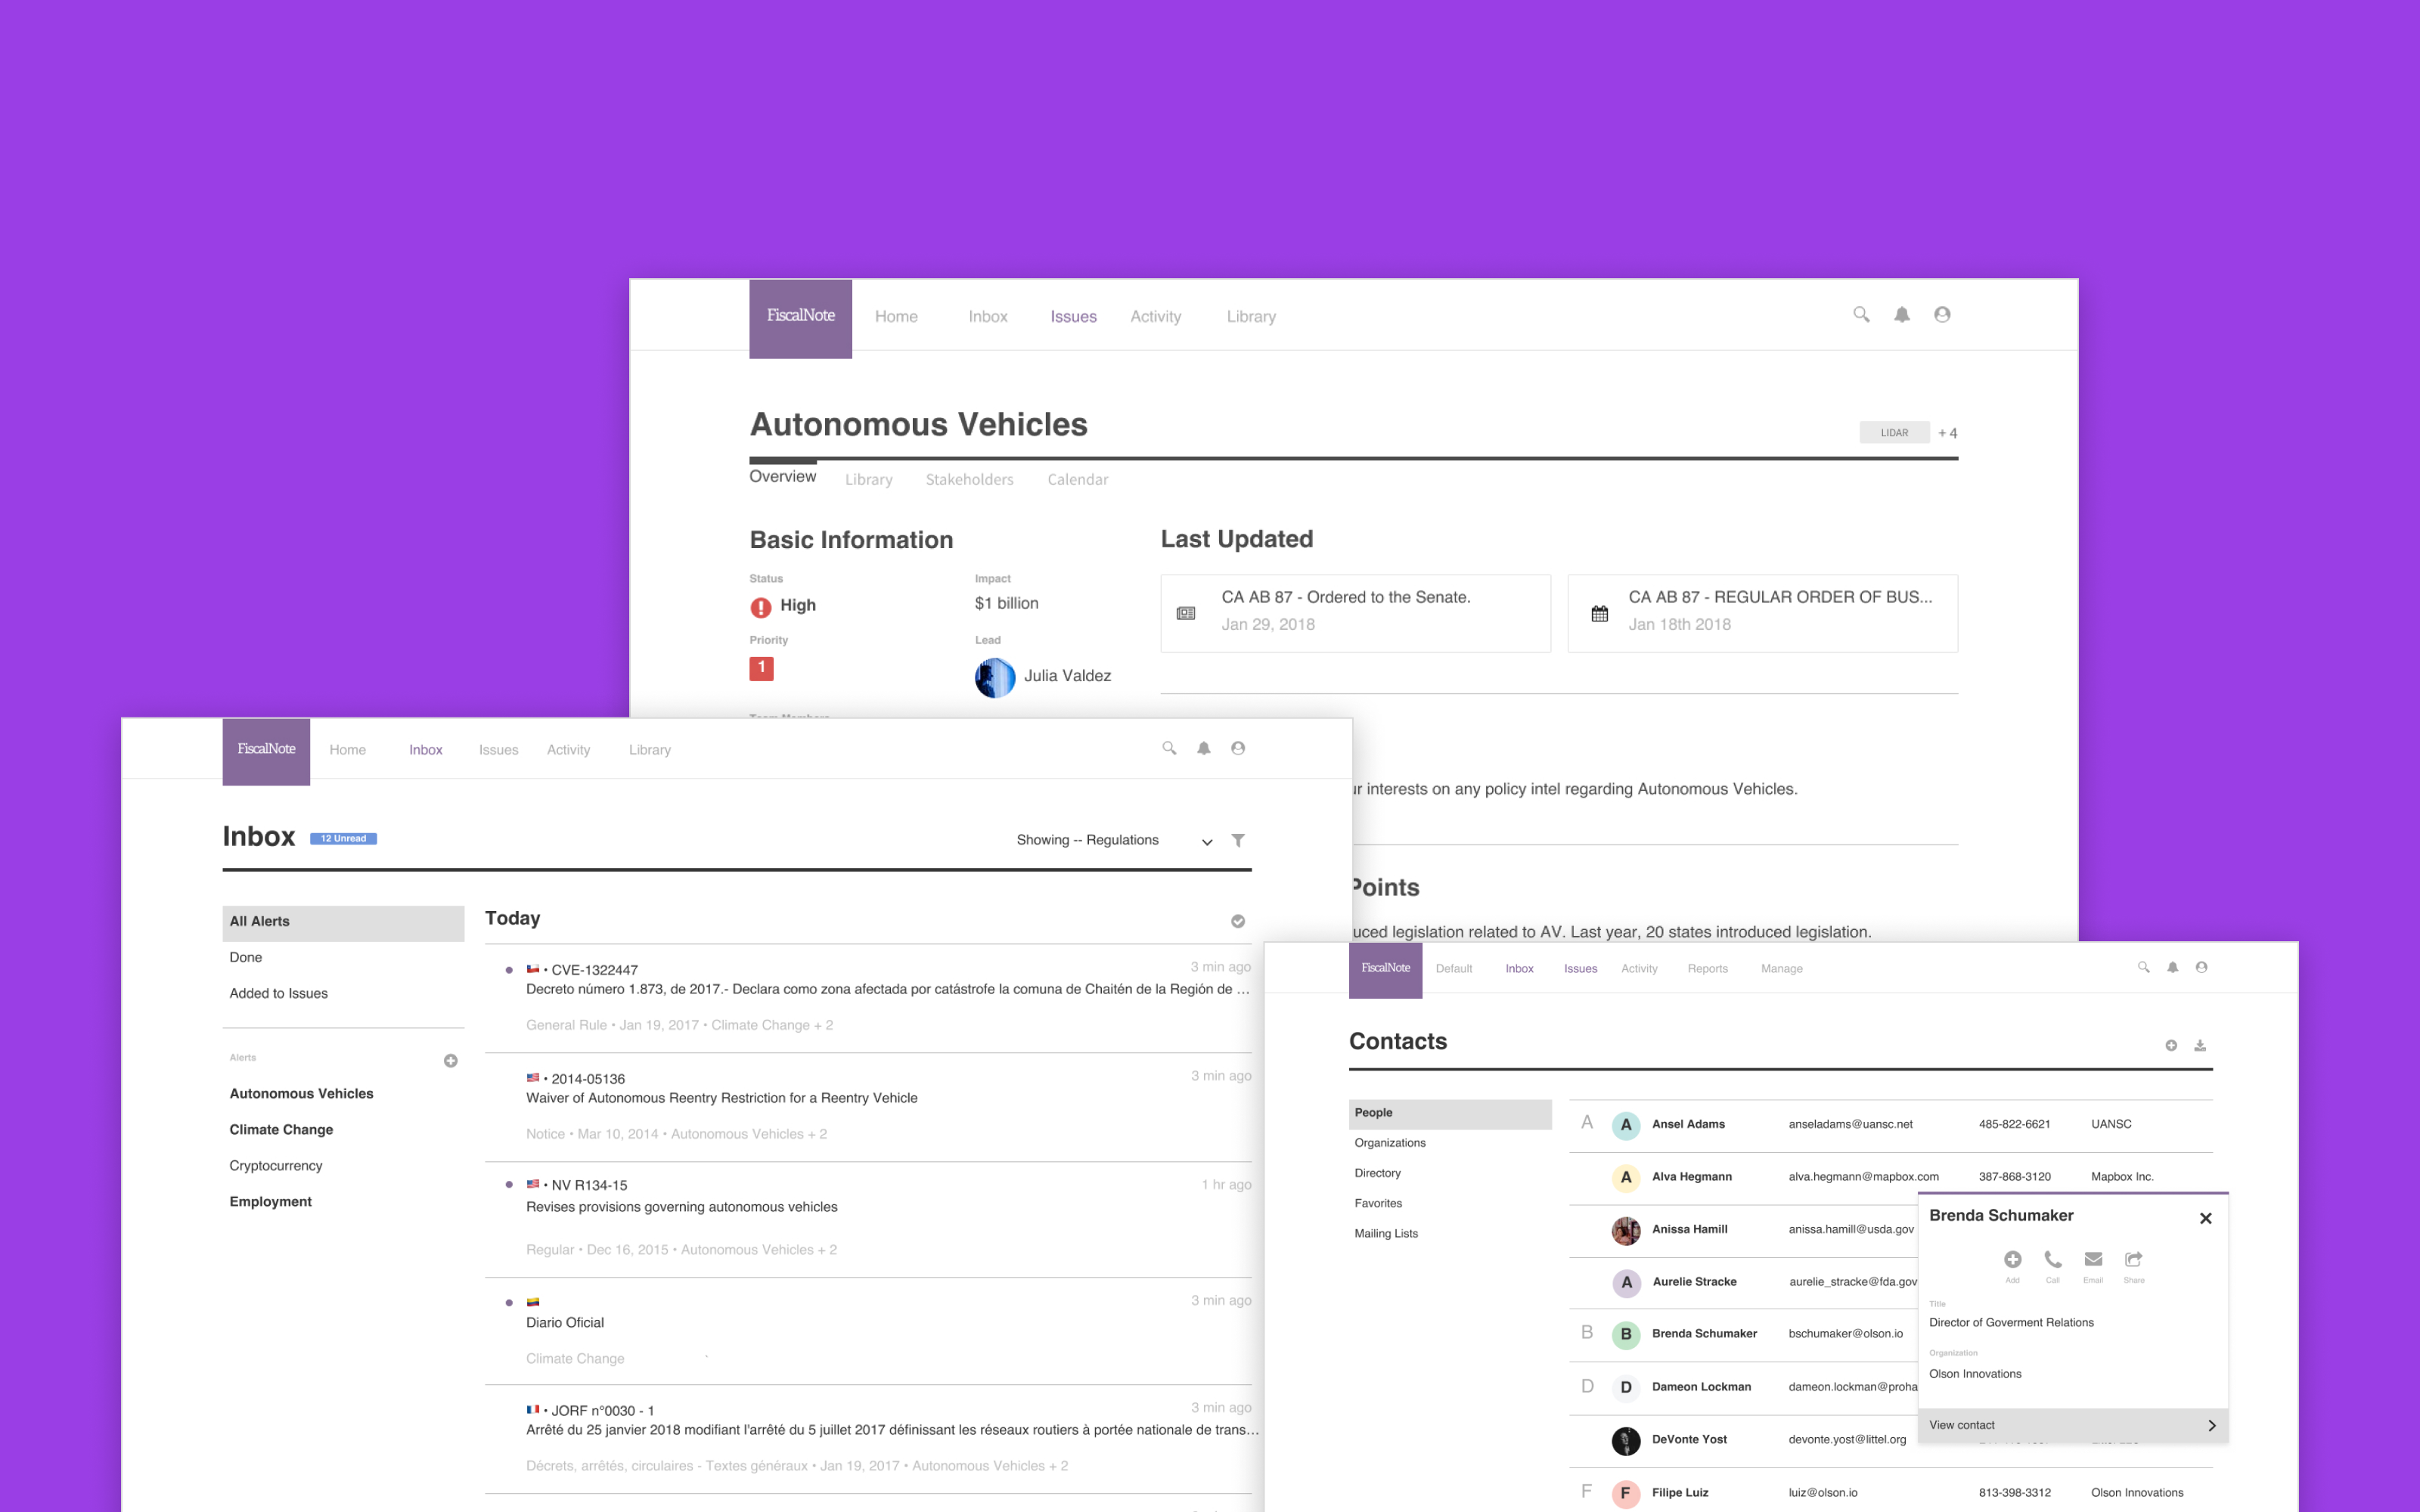 FiscalNote
Home Inbox Issues Activity Library
Autonomous Vehicles
LIDAR + 4
Overview Library Stakeholders Calendar
Basic Information
Status
High
Impact
$1 billion
Priority
1
Lead
Julia Valdez
Last Updated
CA AB 87 - Ordered to the Senate.
Jan 29, 2018
CA AB 87 - REGULAR ORDER OF BUS...
Jan 18th 2018
interests on any policy intel regarding Autonomous Vehicles.
Points
legislation related to AV. Last year, 20 states introduced legislation.
FiscalNote
Home Inbox Issues Activity Library
Inbox
12 Unread
Showing -- Regulations
All Alerts
Done
Added to Issues
Alerts
Autonomous Vehicles
Climate Change
Cryptocurrency
Employment
Today
• CVE-1322447
3 min ago
Decreto número 1.873, de 2017.- Declara como zona afectada por catástrofe la comuna de Chaitén de la Región de ...
General Rule • Jan 19, 2017 • Climate Change + 2
• 2014-05136
3 min ago
Waiver of Autonomous Reentry Restriction for a Reentry Vehicle
Notice • Mar 10, 2014 • Autonomous Vehicles + 2
• NV R134-15
1 hr ago
Revises provisions governing autonomous vehicles
Regular • Dec 16, 2015 • Autonomous Vehicles + 2
3 min ago
Diario Oficial
Climate Change
• JORF n°0030 - 1
3 min ago
Arrêté du 25 janvier 2018 modifiant l'arrêté du 5 juillet 2017 définissant les réseaux routiers à portée nationale de trans...
Décrets, arrêtés, circulaires - Textes généraux • Jan 19, 2017 • Autonomous Vehicles + 2
FiscalNote
Default Inbox Issues Activity Reports Manage
Contacts
People
Organizations
Directory
Favorites
Mailing Lists
A A Ansel Adams anseladams@uansc.net 485-822-6621 UANSC
A Alva Hegmann alva.hegmann@mapbox.com 387-868-3120 Mapbox Inc.
Anissa Hamill anissa.hamill@usda.gov
A Aurelie Stracke aurelie_stracke@fda.gov
B B Brenda Schumaker bschumaker@olson.io
D D Dameon Lockman dameon.lockman@proha
DeVonte Yost devonte.yost@littel.org
F F Filipe Luiz luiz@olson.io 813-398-3312 Olson Innovations
Brenda Schumaker
Add Call Email Share
Title
Director of Goverment Relations
Organization
Olson Innovations
View contact